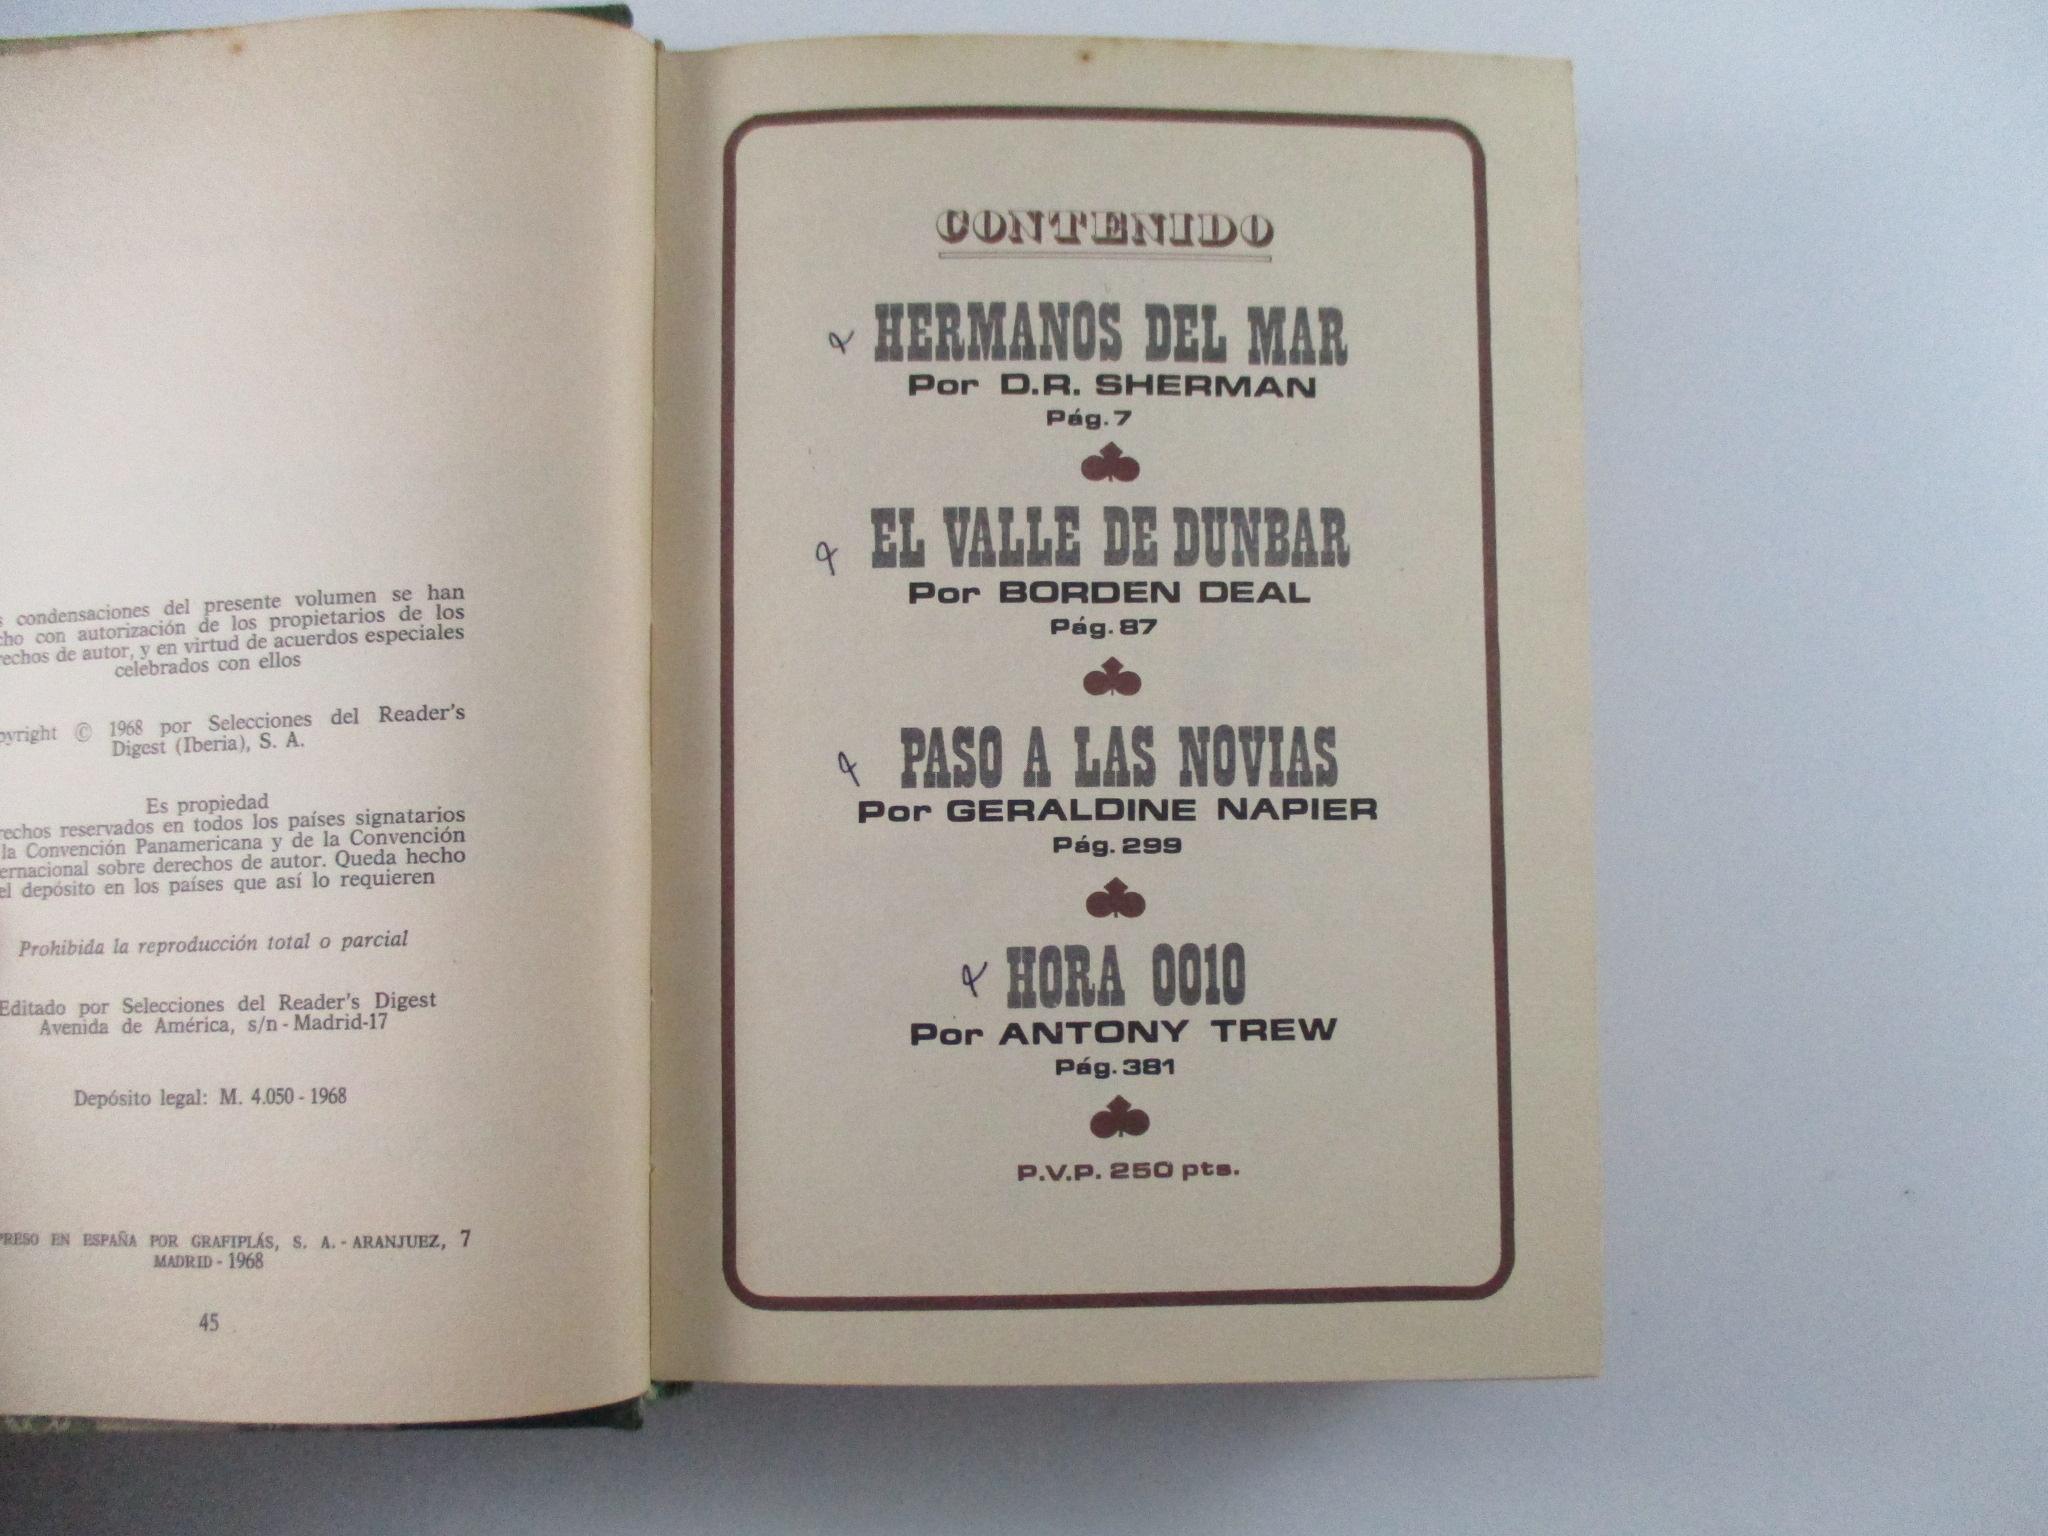 condensaciones del presente volumen se han
con autorización de los propietarios de los
de autor, y en virtud de acuerdos especiales
celebrados con ellos
© 1968 por Selecciones del Reader's
Digest (Iberia), S. A.
Es propiedad
reservados en todos los países signatarios
la Convención Panamericana y de la Convención
sobre derechos de autor. Queda hecho
el depósito en los países que así lo requieren
Prohibida la reproducción total o parcial
Editado por Selecciones del Reader's Digest
Avenida de América, s/n - Madrid-17
Depósito legal: M. 4.050 - 1968
EN ESPAÑA POR GRAFIPLÁS, S. A. - ARANJUEZ, 7
MADRID - 1968
45
CONTENIDO
HERMANOS DEL MAR
Por D.R. SHERMAN
Pág. 7
EL VALLE DE DUNBAR
Por BORDEN DEAL
Pág. 87
PASO A LAS NOVIAS
Por GERALDINE NAPIER
Pág. 299
HORA 0010
Por ANTONY TREW
Pág. 381
P.V.P. 250 pts.